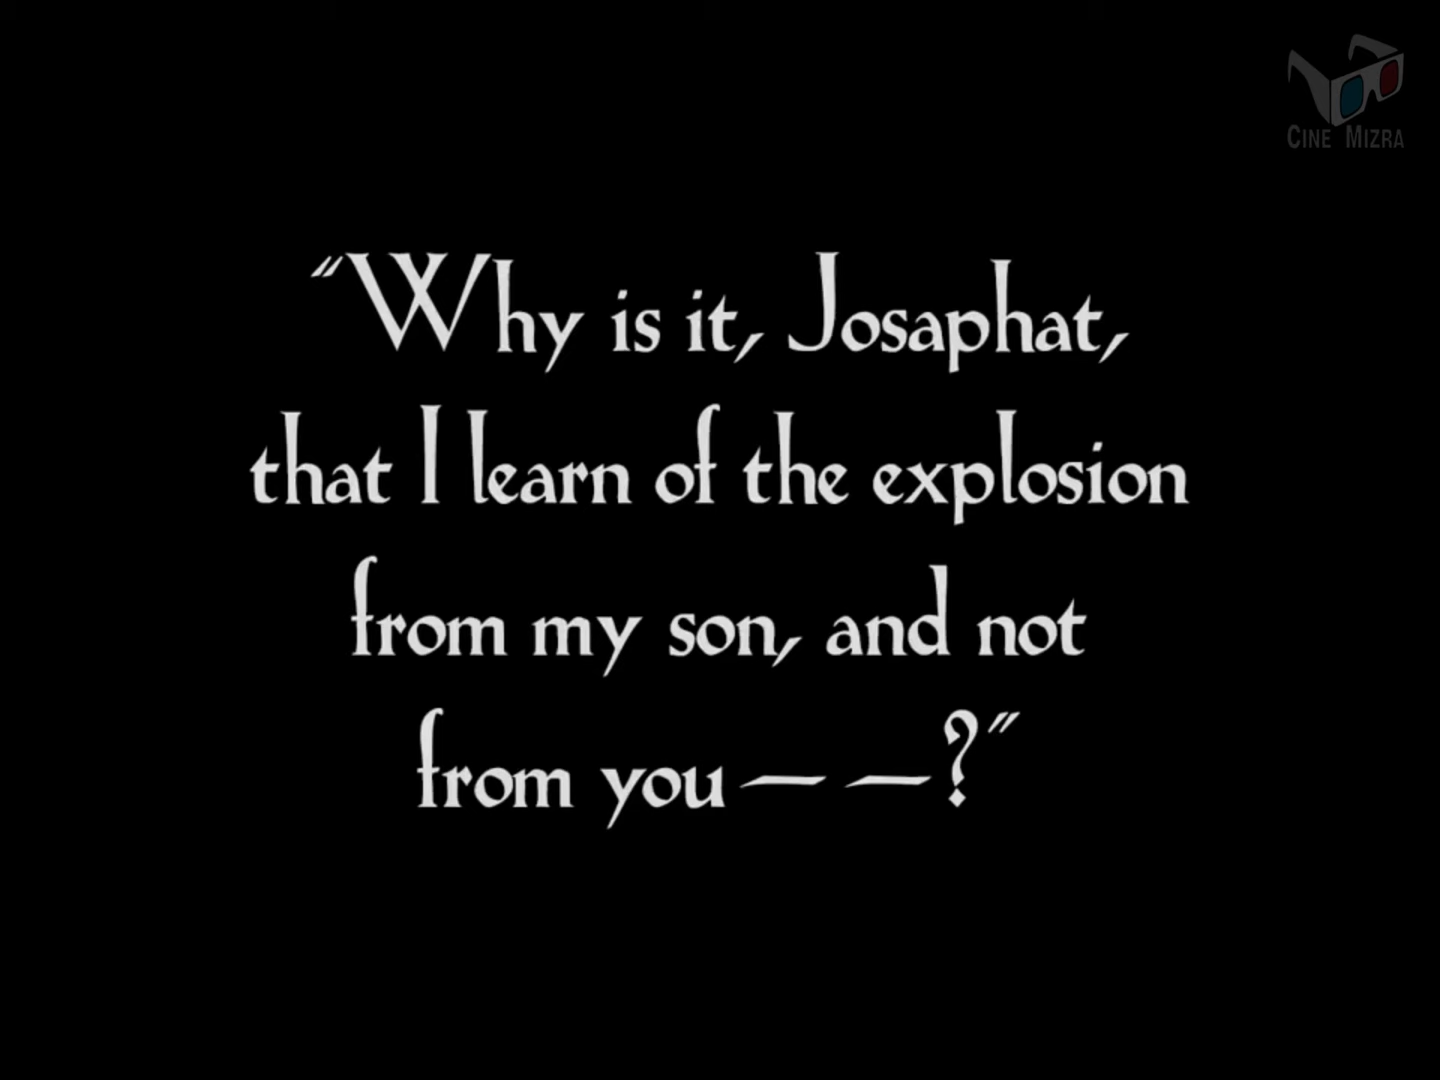 CINE MIZRA
"Why is it, Josaphat,
that I learn of the explosion
from my son, and not
from you — —?"